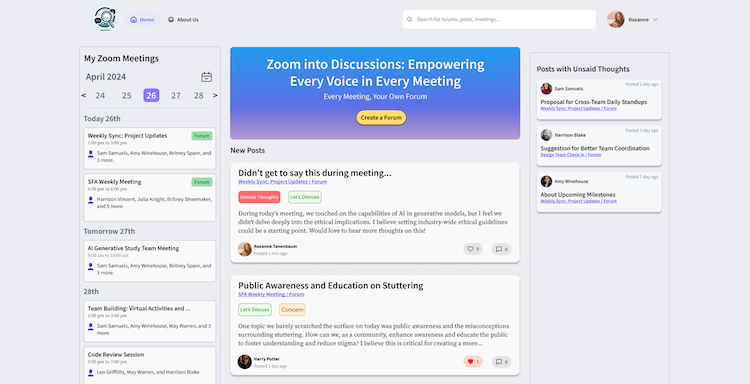 Home
About Us
Search for forums, posts, meetings...
Roxanne
My Zoom Meetings
April 2024
< 24 25 26 27 28 >
Today 26th
Weekly Sync: Project Updates
Forum
1:00 pm to 3:00 pm
Sam Samuels, Amy Winehouse, Britney Spare, and
3 more.
SFA Weekly Meeting
Forum
6:00 pm to 8:00 pm
Harrison Vincent, Julia Knight, Britney Shoemaker,
and 5 more.
Tomorrow 27th
AI Generative Study Team Meeting
9:00 am to 10:00 am
Sam Samuels, Amy Winehouse, Britney Spare, and
3 more.
28th
Team Building: Virtual Activities and ...
1:00 pm to 3:00 pm
Sam Samuels, Amy Winehouse, May Warren, and 3
more.
Code Review Session
5:00 pm to 7:00 pm
Leo Griffiths, May Warren, and Harrison Blake
Zoom into Discussions: Empowering
Every Voice in Every Meeting
Every Meeting, Your Own Forum
Create a Forum
New Posts
Didn't get to say this during meeting...
Weekly Sync: Project Updates / Forum
Unsaid Thoughts
Let's Discuss
During today's meeting, we touched on the capabilities of AI in generative models, but I feel we
didn't delve deeply into the ethical implications. I believe setting industry-wide ethical guidelines
could be a starting point. Would love to hear more thoughts on this!
Roxanne Tanenbaum
Posted 1 min ago
0
0
Public Awareness and Education on Stuttering
SFA Weekly Meeting / Forum
Let's Discuss
Concern
One topic we barely scratched the surface on today was public awareness and the misconceptions
surrounding stuttering. How can we, as a community, enhance awareness and educate the public
to foster understanding and reduce stigma? I believe this is critical for creating a more...
Harry Potter
Posted 1 day ago
1
0
Posts with Unsaid Thoughts
Posted 1 day ago
Sam Samuels
Proposal for Cross-Team Daily Standups
Weekly Sync: Project Updates / Forum
Posted 3 day ago
Harrison Blake
Suggestion for Better Team Coordination
Design Team Check-in / Forum
Posted 7 day ago
Amy Winehouse
About Upcoming Milestones
Weekly Sync: Project Updates / Forum